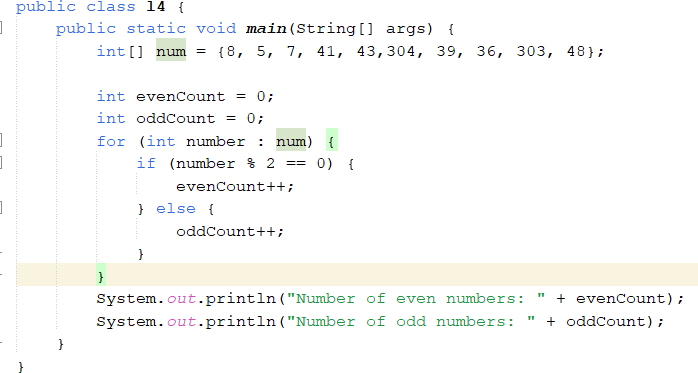 public class l4 {
    public static void main(String[] args) {
        int[] num = {8, 5, 7, 41, 43,304, 39, 36, 303, 48};
        int evenCount = 0;
        int oddCount = 0;
        for (int number : num) {
            if (number % 2 == 0) {
                evenCount++;
            } else {
                oddCount++;
            }
        }
        System.out.println("Number of even numbers: " + evenCount);
        System.out.println("Number of odd numbers: " + oddCount);
    }
}